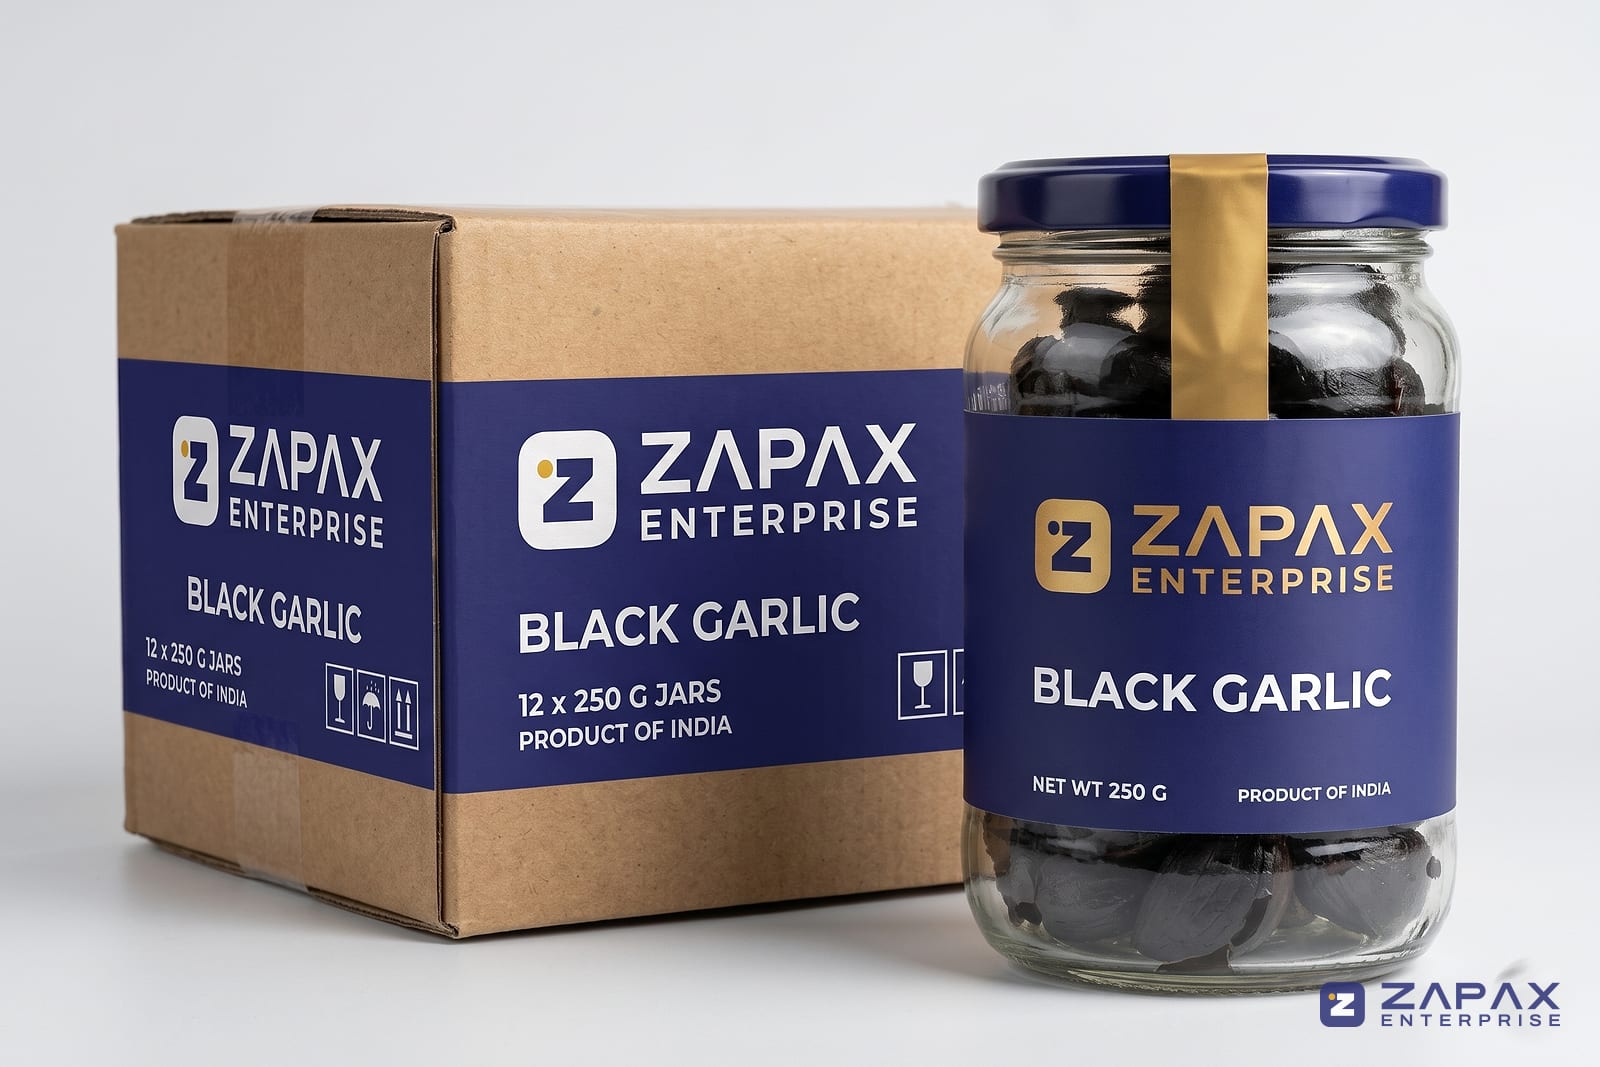 ZAPAX
ENTERPRISE
BLACK GARLIC
12 x 250 G JARS
PRODUCT OF INDIA
ZAPAX
ENTERPRISE
BLACK GARLIC
12 x 250 G JARS
PRODUCT OF INDIA
ZAPAX
ENTERPRISE
BLACK GARLIC
NET WT 250 G
PRODUCT OF INDIA
ZAPAX
ENTERPRISE